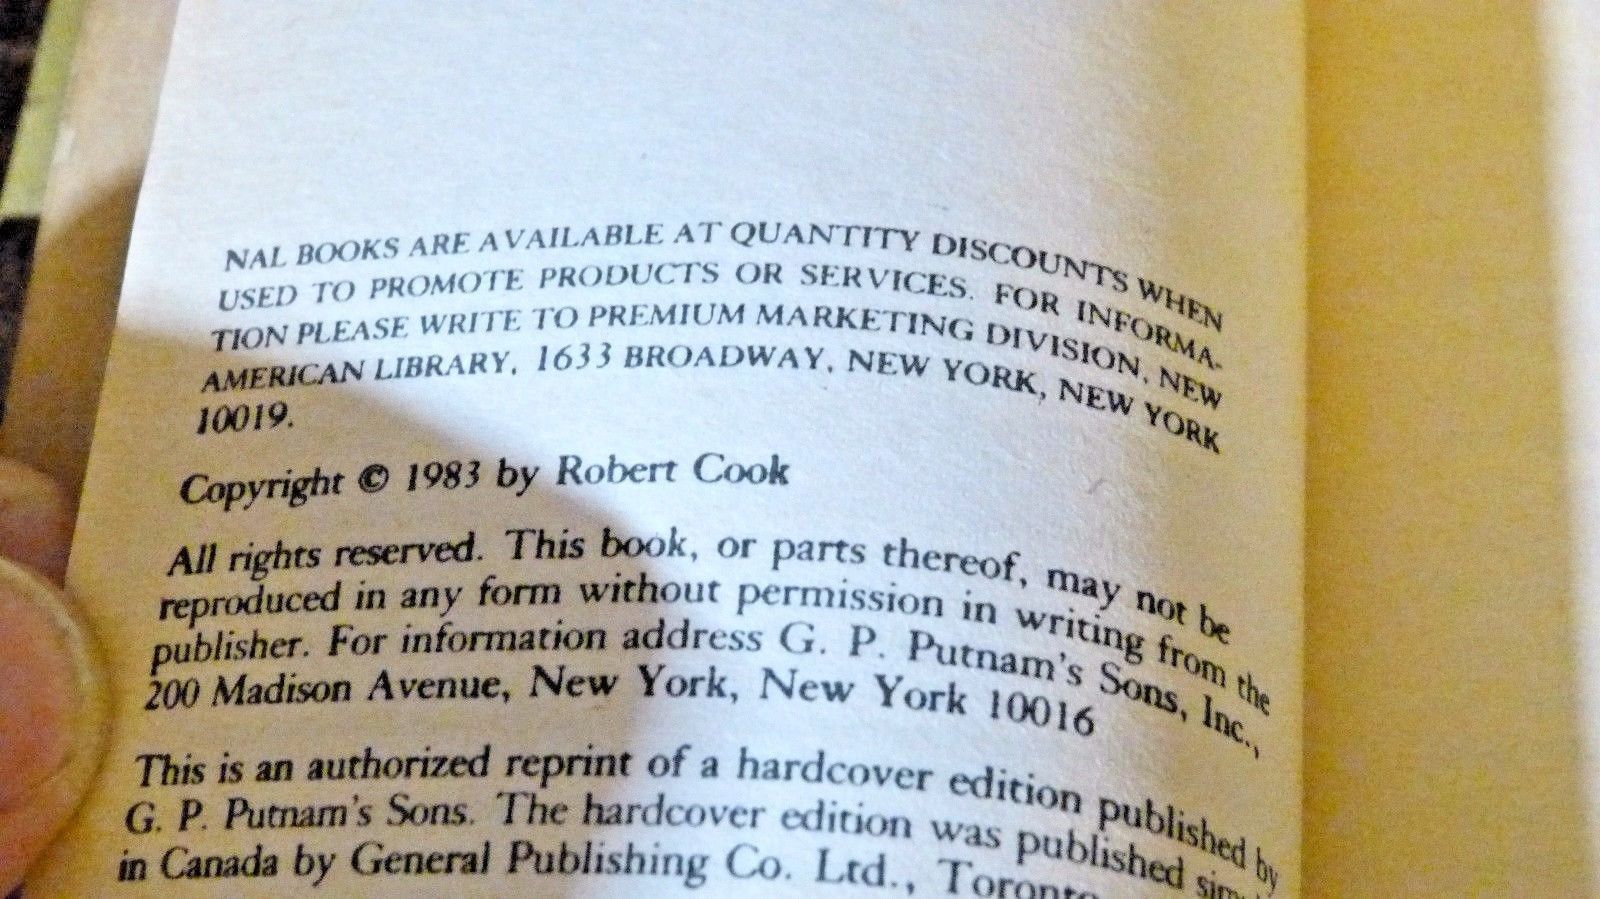 NAL BOOKS ARE AVAILABLE AT QUANTITY DISCOUNTS WHEN
USED TO PROMOTE PRODUCTS OR SERVICES. FOR INFORMA-
TION PLEASE WRITE TO PREMIUM MARKETING DIVISION, NEW
AMERICAN LIBRARY, 1633 BROADWAY, NEW YORK, NEW YORK
10019.
Copyright © 1983 by Robert Cook
All rights reserved. This book, or parts thereof, may not be
reproduced in any form without permission in writing from the
publisher. For information address G. P. Putnam's Sons, Inc.,
200 Madison Avenue, New York, New York 10016
This is an authorized reprint of a hardcover edition published by
G. P. Putnam's Sons. The hardcover edition was published
in Canada by General Publishing Co. Ltd., Toronto